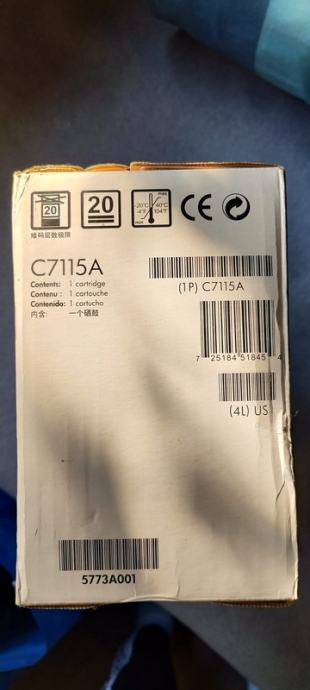 20
20
max
-20°C 40°C
-4°F 104°F
min
CE
堆码层数极限
C7115A
Contents: 1 cartridge
Contenu : 1 cartouche
Contenido: 1 cartucho
内含: 一个硒鼓
(1P) C7115A
7 25184 51845 4
(4L) US
5773A001